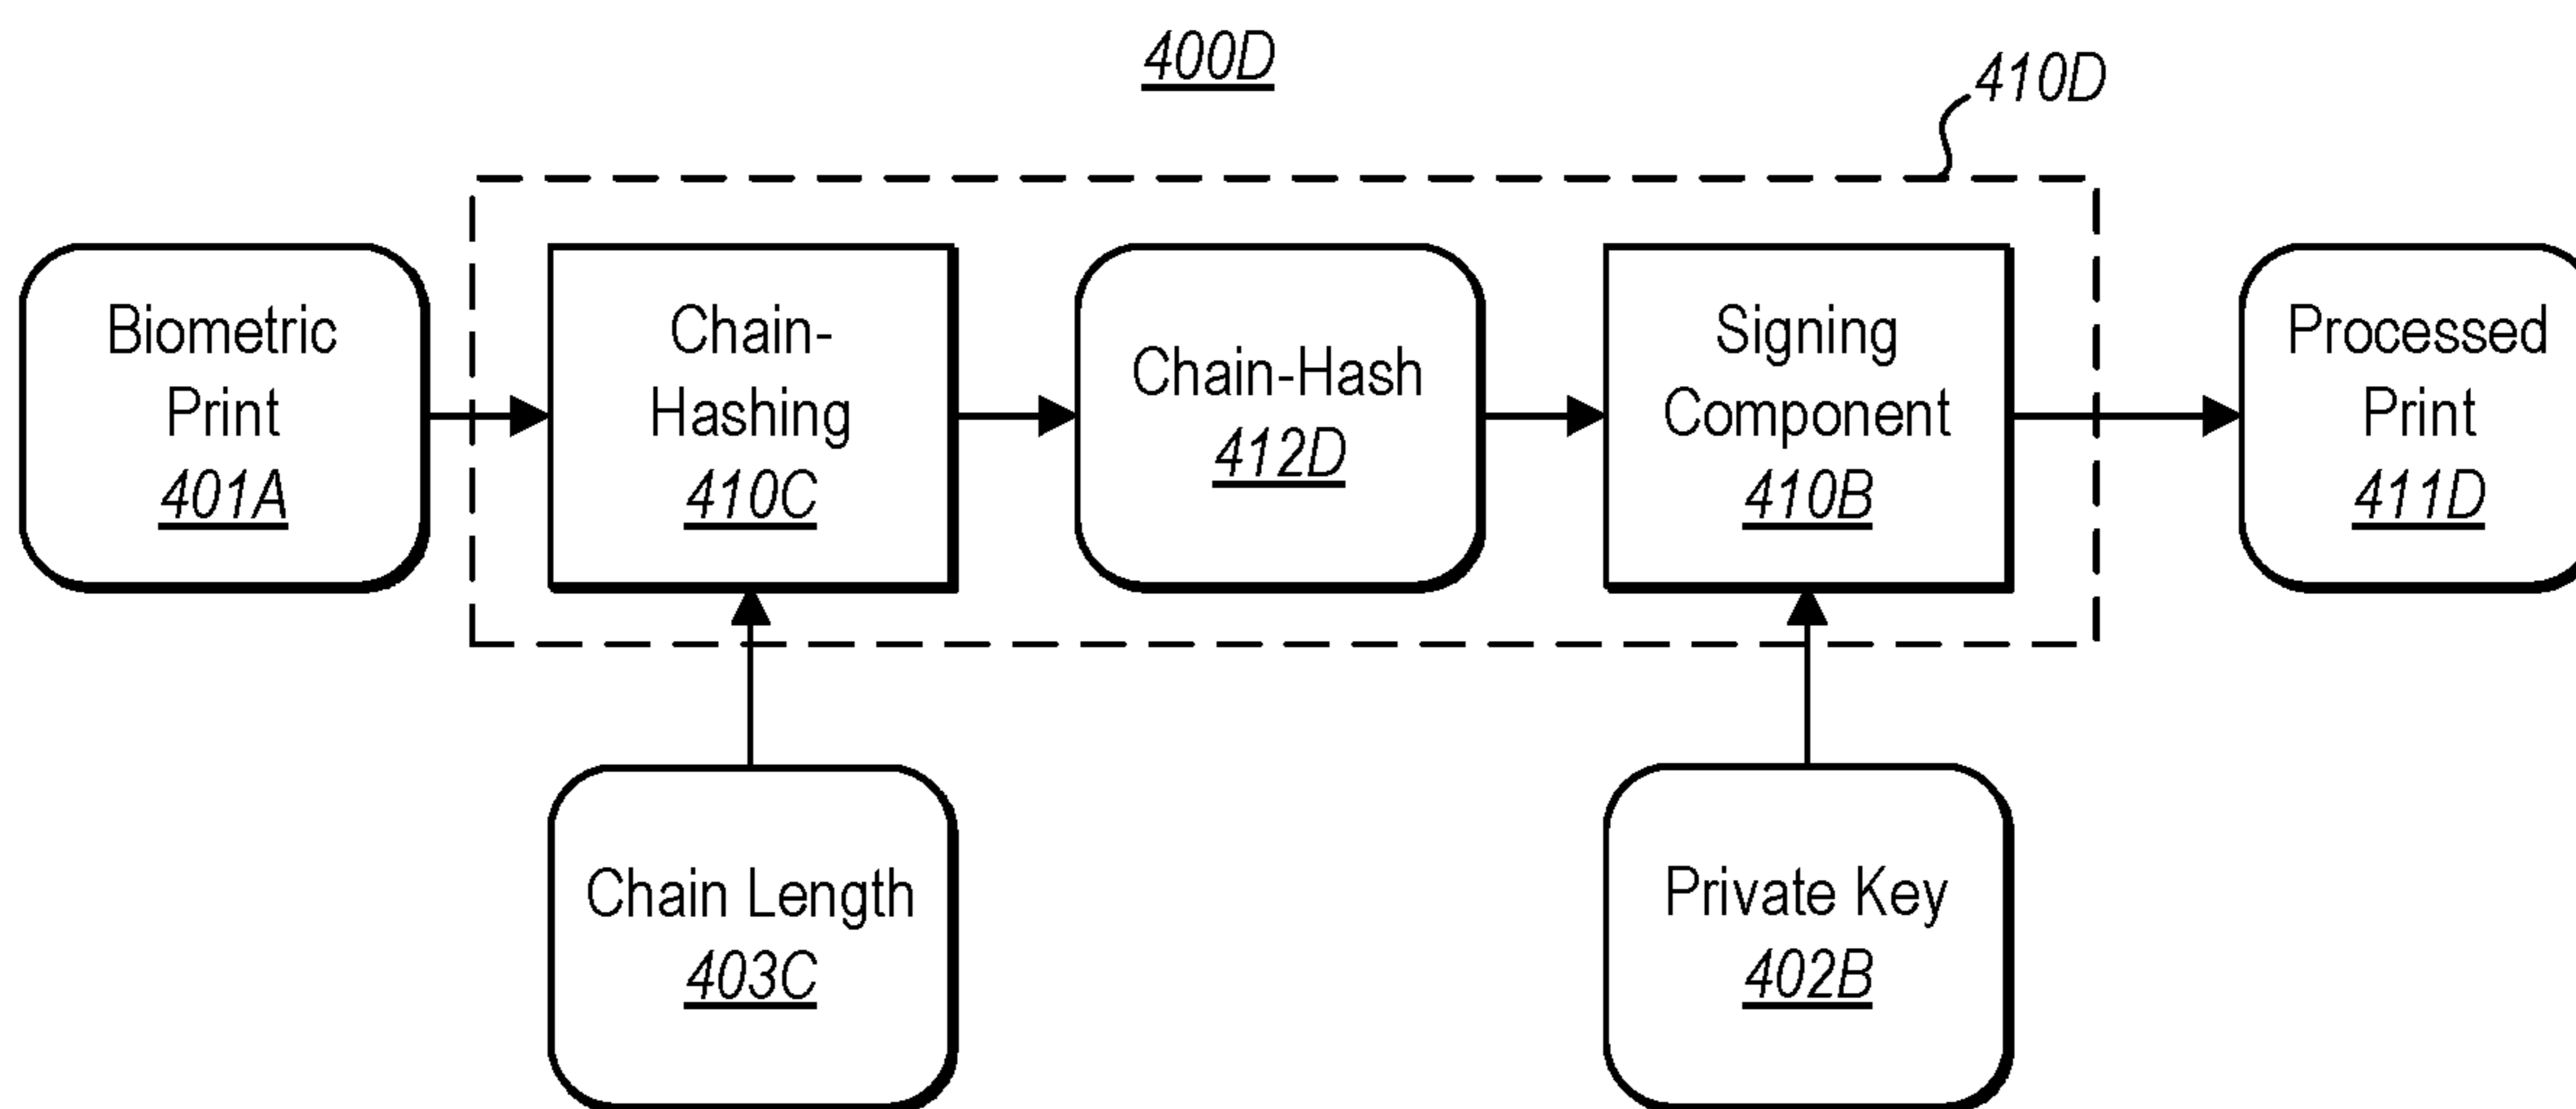 400D
410D
Biometric
Print
401A
Chain-
Hashing
410C
Chain-Hash
412D
Signing
Component
410B
Processed
Print
411D
Chain Length
403C
Private Key
402B